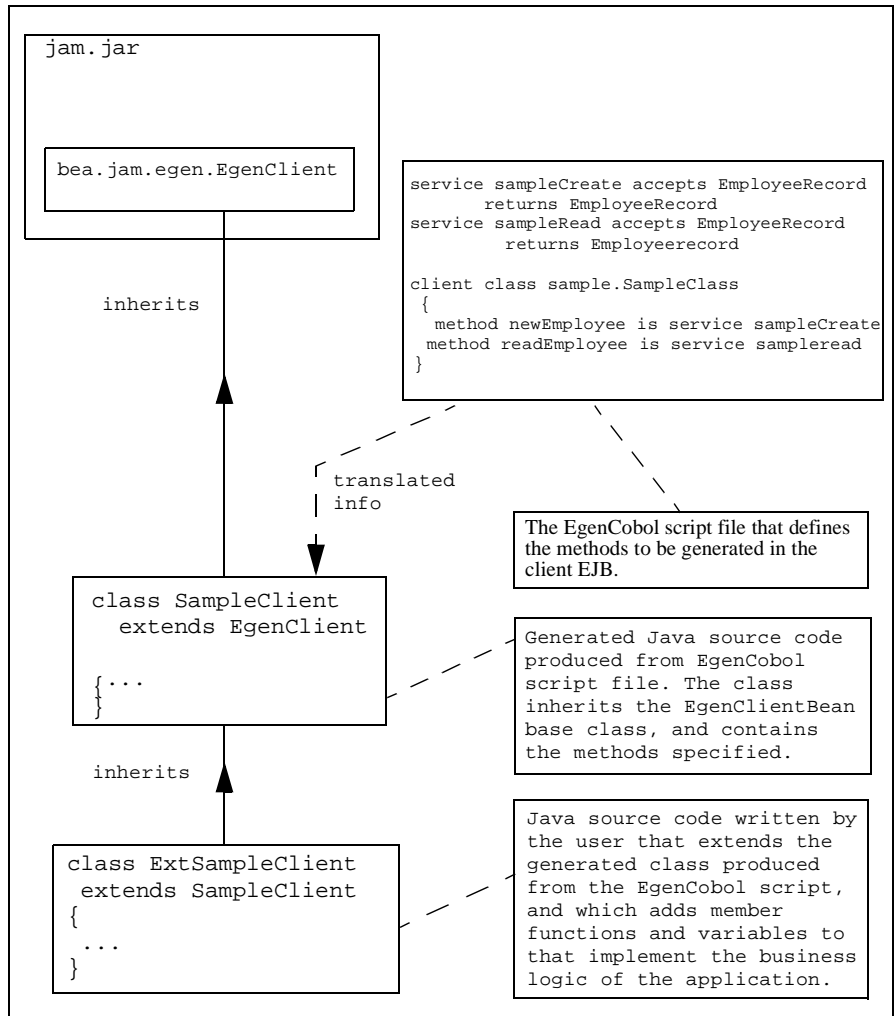 jam.jar
bea.jam.egen.EgenClient
service sampleCreate accepts EmployeeRecord
returns EmployeeRecord
service sampleRead accepts EmployeeRecord
returns Employeerecord
client class sample.SampleClass
{
method newEmployee is service sampleCreate
method readEmployee is service sampleread
}
inherits
translated
info
The EgenCobol script file that defines
the methods to be generated in the
client EJB.
class SampleClient
extends EgenClient
{...
}
Generated Java source code
produced from EgenCobol
script file. The class
inherits the EgenClientBean
base class, and contains
the methods specified.
inherits
class ExtSampleClient
extends SampleClient
{
...
}
Java source code written by
the user that extends the
generated class produced
from the EgenCobol script,
and which adds member
functions and variables to
that implement the business
logic of the application.